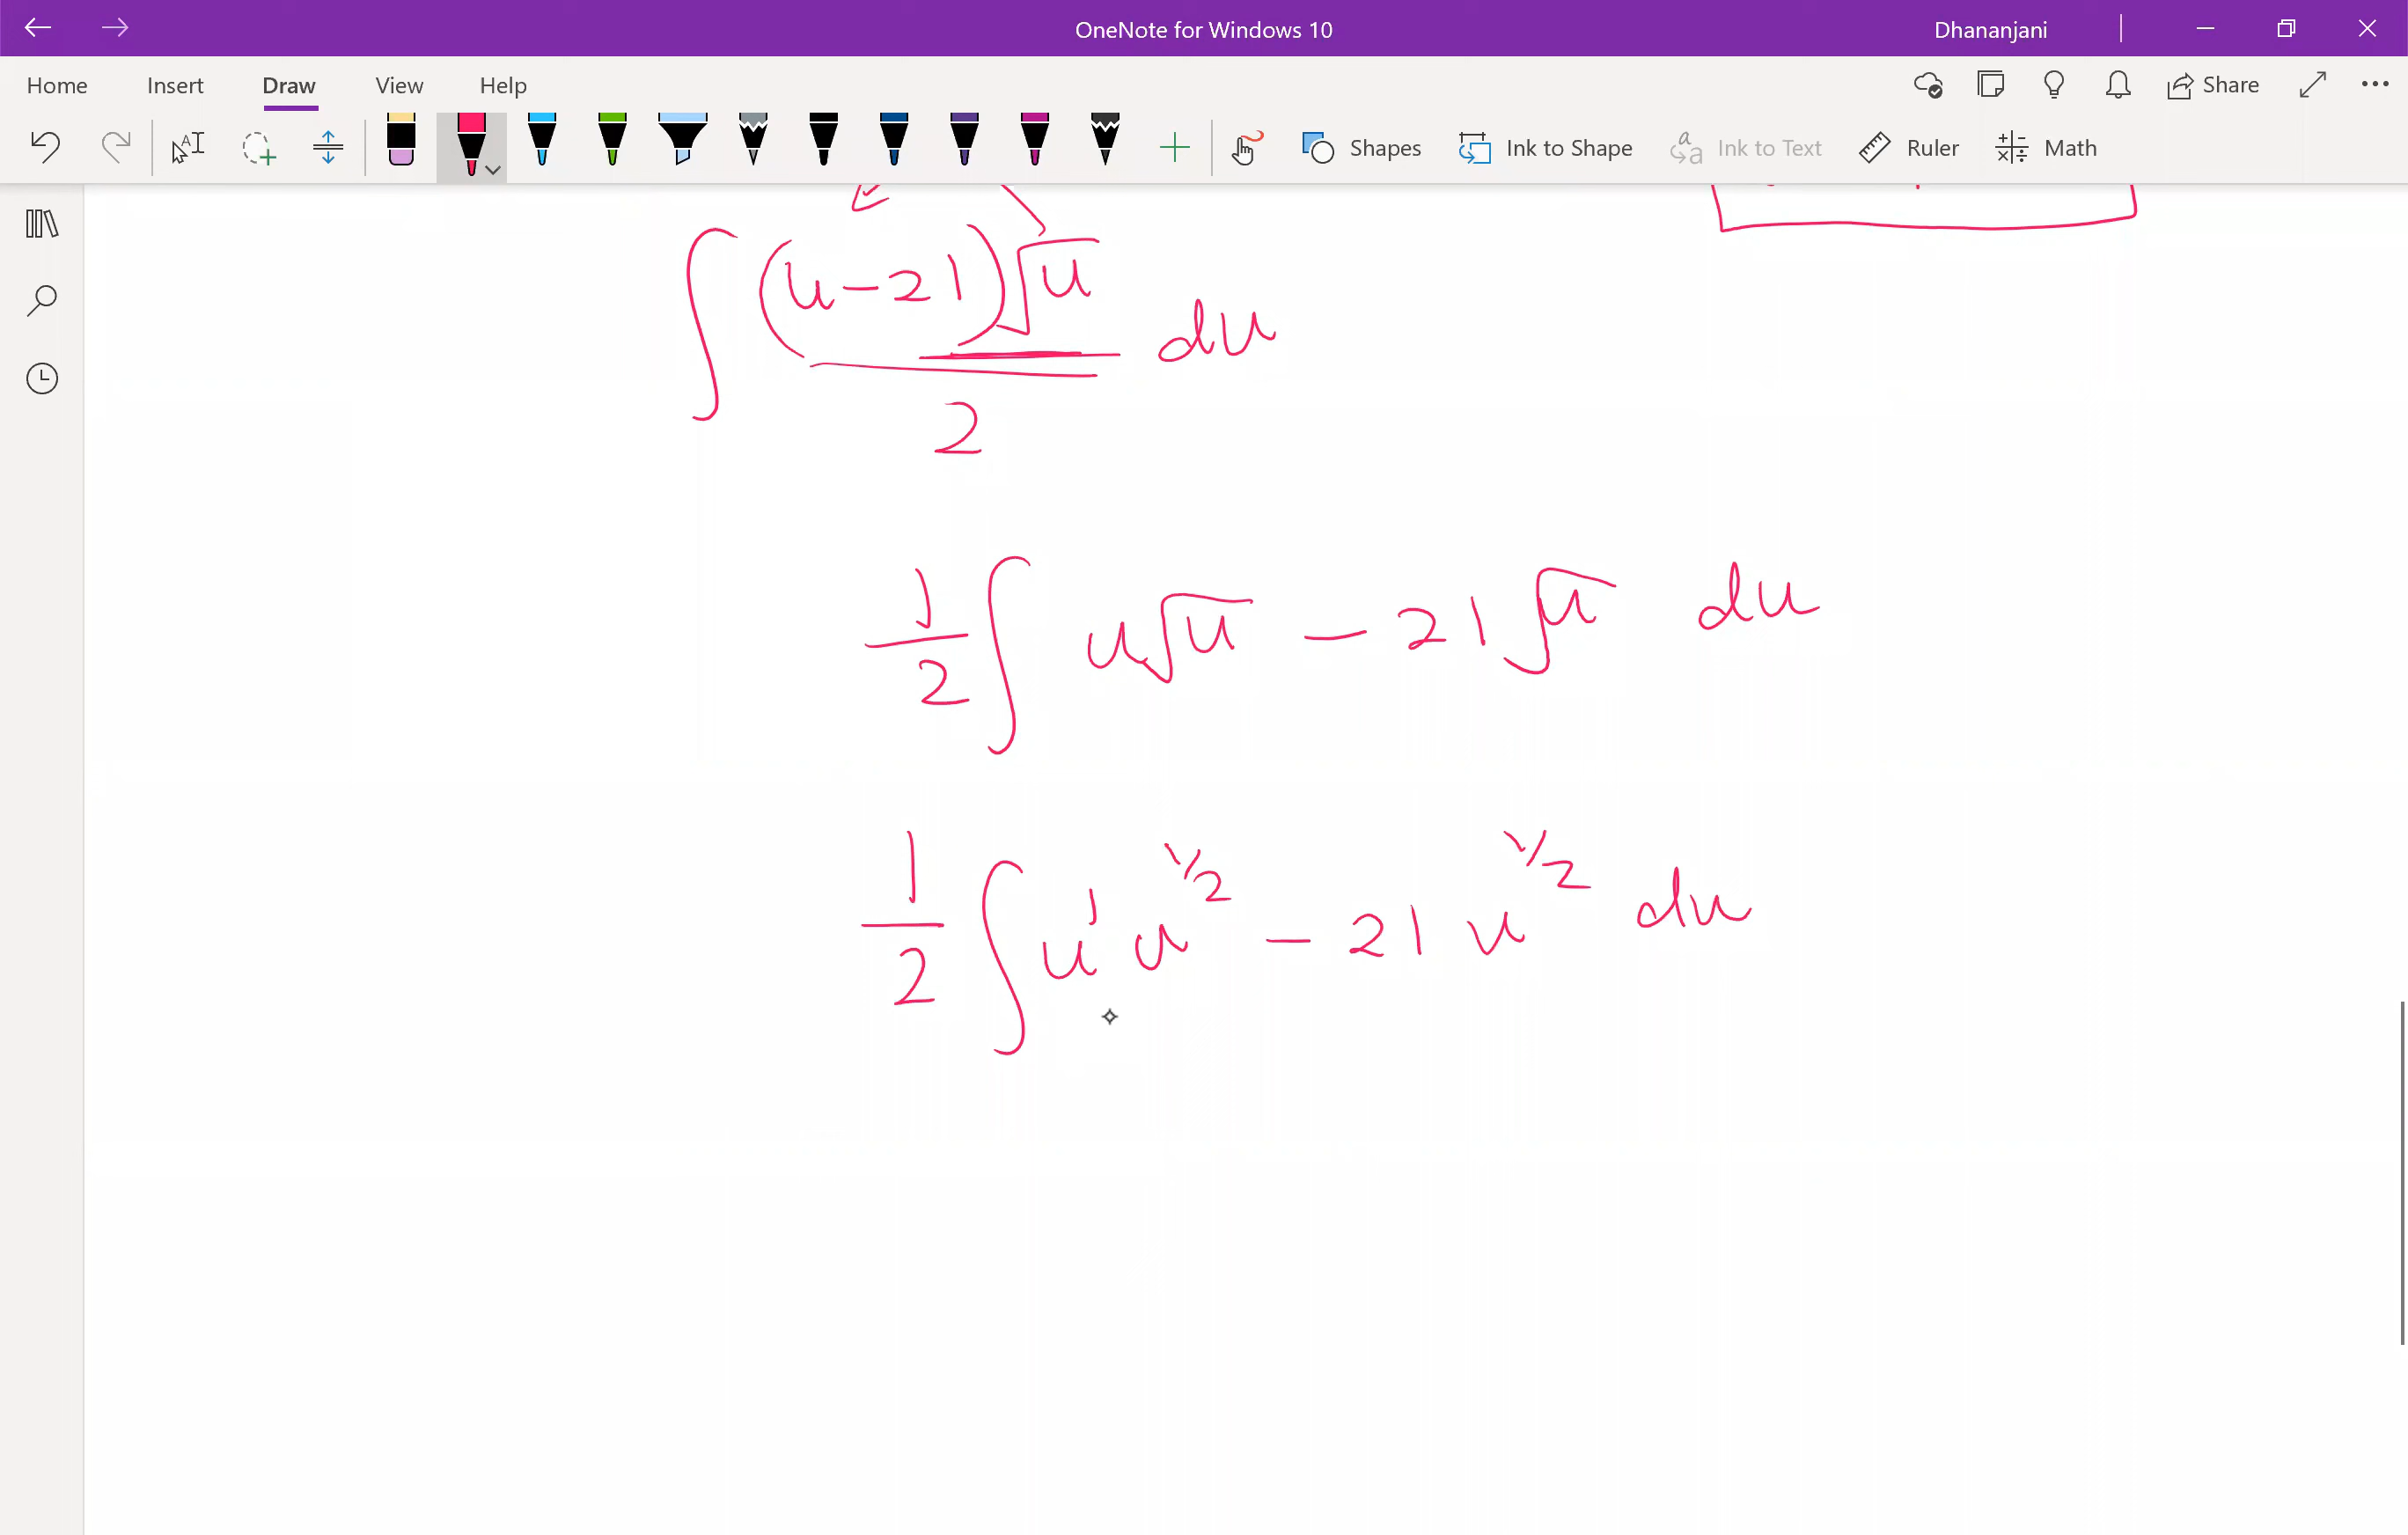 OneNote for Windows 10 Dhananjani
Home Insert Draw View Help Share
Shapes Ink to Shape Ink to Text Ruler Math
∫ (u-21)√u / 2 du
1/2 ∫ u√u - 21√u du
1/2 ∫ u^1 u^1/2 - 21 u^1/2 du